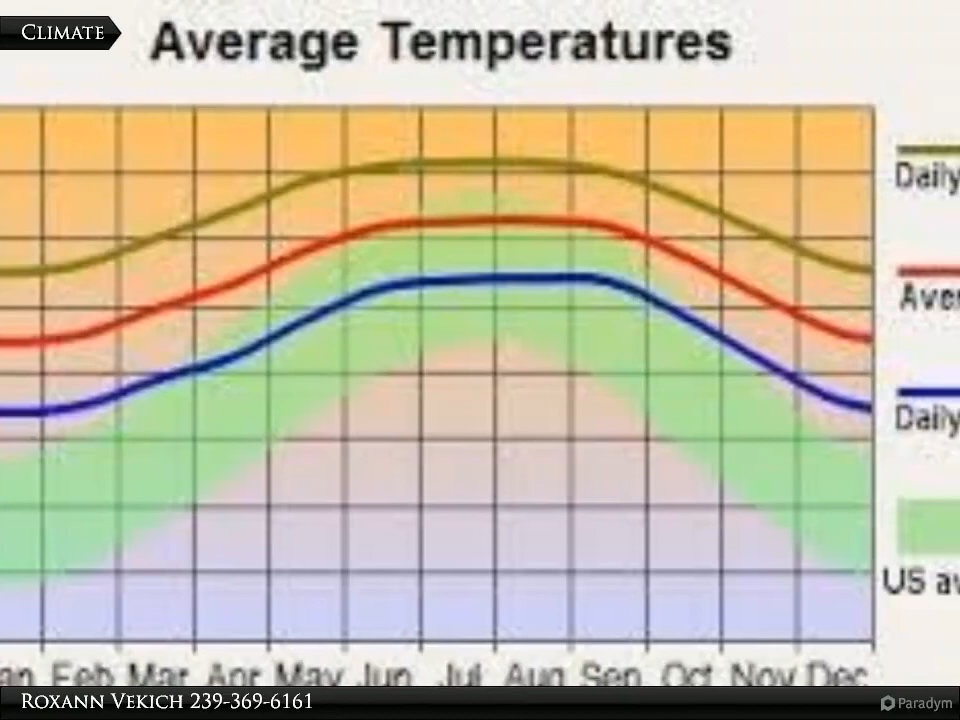 Climate
Average Temperatures
Daily
Aver
Daily
US av
an Feb Mar Apr May Jun Jul Aug Sep Oct Nov Dec
Roxann Vekich 239-369-6161
Paradym